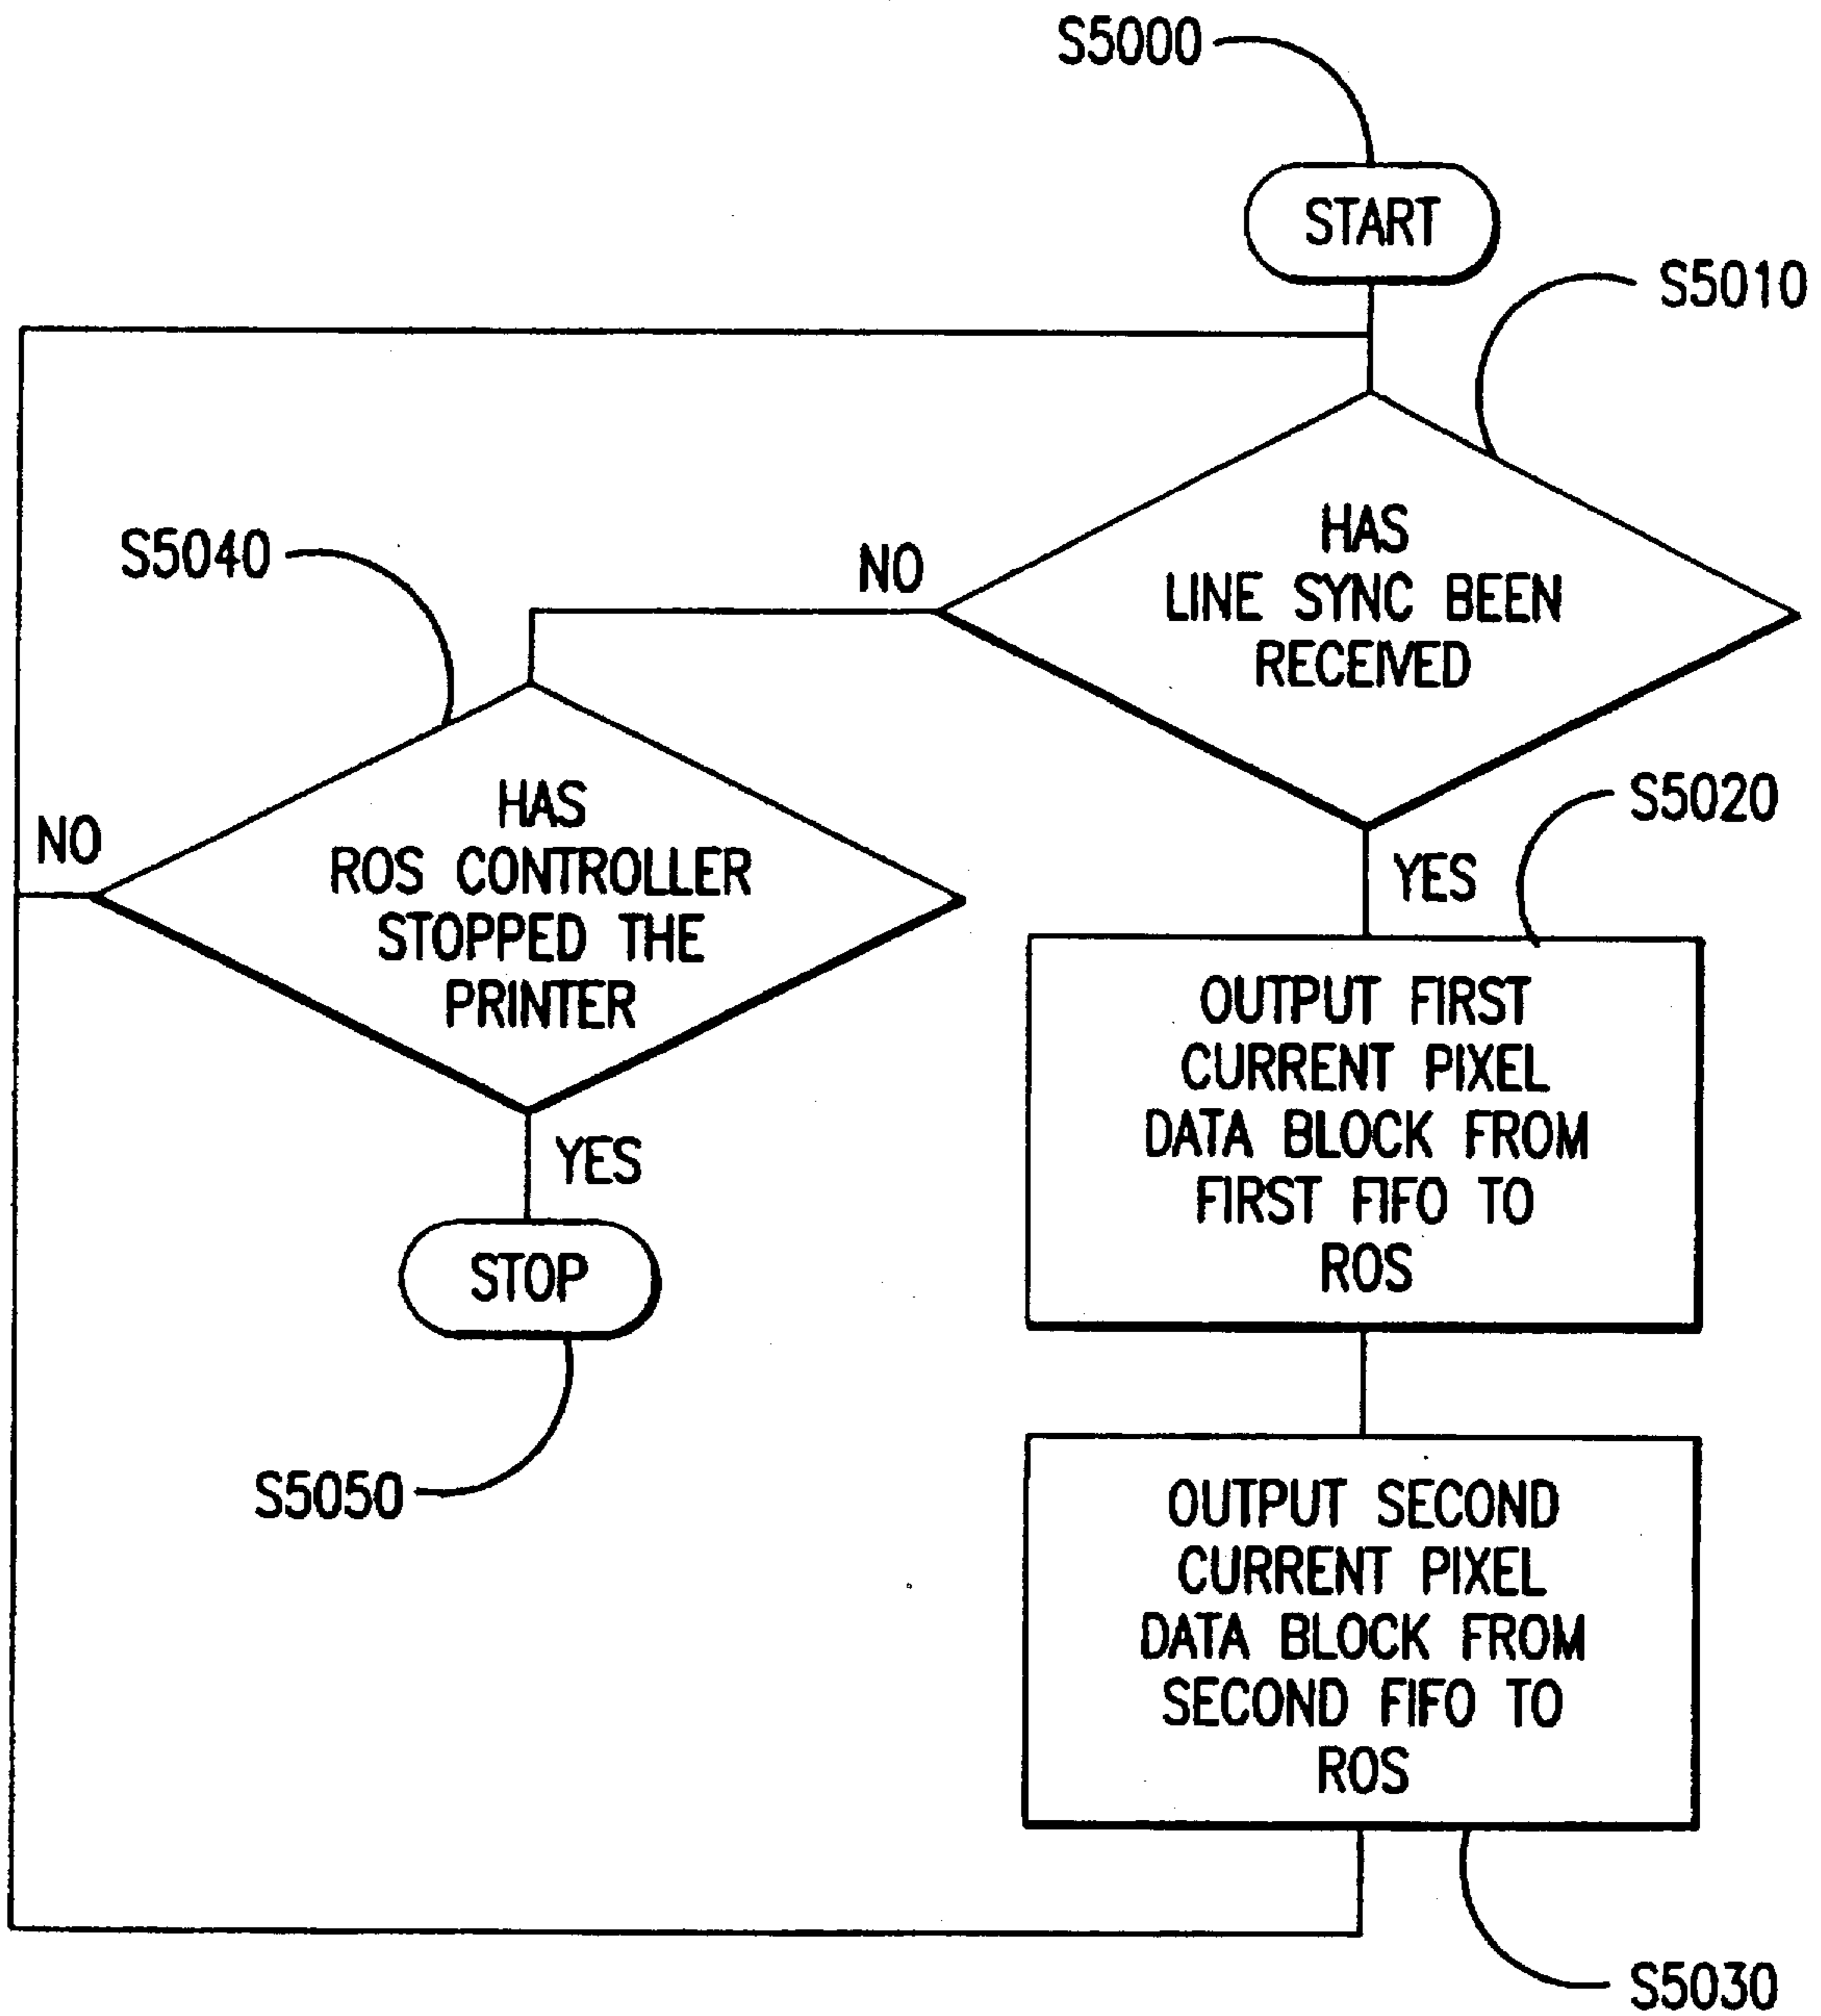 S5000
START
S5010
HAS
LINE SYNC BEEN
RECEIVED
NO
S5040
HAS
ROS CONTROLLER
STOPPED THE
PRINTER
NO
YES
STOP
S5050
YES
S5020
OUTPUT FIRST
CURRENT PIXEL
DATA BLOCK FROM
FIRST FIFO TO
ROS
OUTPUT SECOND
CURRENT PIXEL
DATA BLOCK FROM
SECOND FIFO TO
ROS
S5030